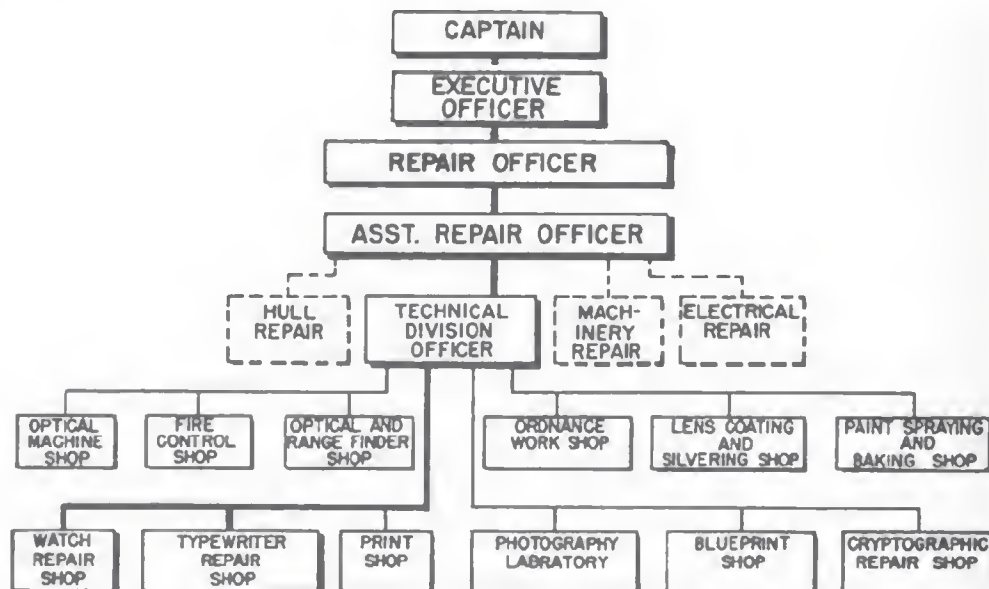 CAPTAIN
EXECUTIVE
OFFICER
REPAIR OFFICER
ASST. REPAIR OFFICER
HULL
REPAIR
TECHNICAL
DIVISION
OFFICER
MACH-
INERY
REPAIR
ELECTRICAL
REPAIR
OPTICAL
MACHINE
SHOP
FIRE
CONTROL
SHOP
OPTICAL AND
RANGE FINDER
SHOP
ORDNANCE
WORK SHOP
LENS COATING
AND
SILVERING SHOP
PAINT SPRAYING
AND
BAKING SHOP
WATCH
REPAIR
SHOP
TYPEWRITER
REPAIR
SHOP
PRINT
SHOP
PHOTOGRAPHY
LABRATORY
BLUEPRINT
SHOP
CRYPTOGRAPHIC
REPAIR SHOP